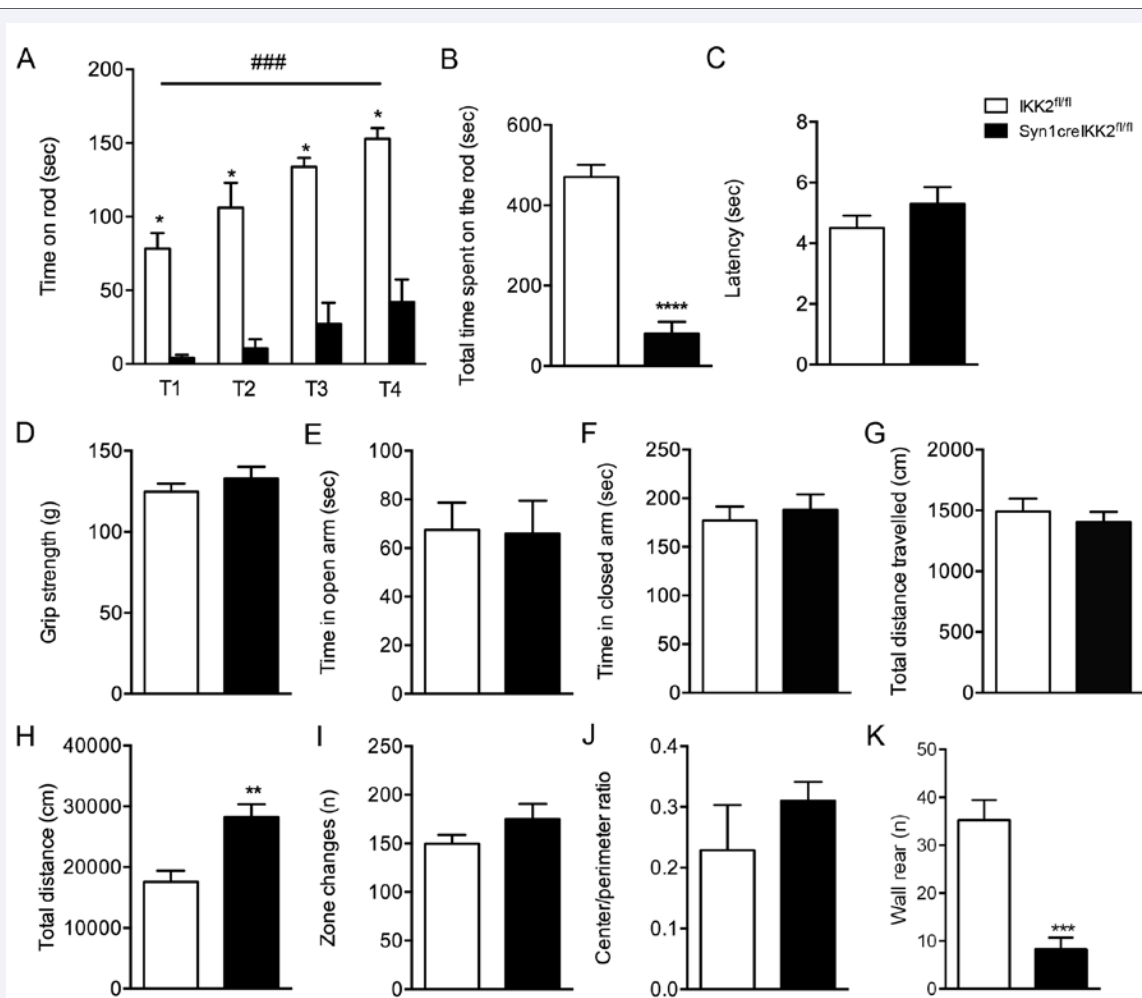 A
###
Time on rod (sec)
200
150
100
50
0
*
*
*
*
T1 T2 T3 T4
B
Total time spent on the rod (sec)
600
400
200
0
****
C
Latency (sec)
8
6
4
2
0
IKK2fl/fl
Syn1creIKK2fl/fl
D
Grip strength (g)
150
100
50
0
E
Time in open arm (sec)
100
80
60
40
20
0
F
Time in closed arm (sec)
250
200
150
100
50
0
G
Total distance travelled (cm)
2000
1500
1000
500
0
H
Total distance (cm)
40000
30000
20000
10000
0
**
I
Zone changes (n)
250
200
150
100
50
0
J
Center/perimeter ratio
0.4
0.3
0.2
0.1
0.0
K
Wall rear (n)
50
40
30
20
10
0
***